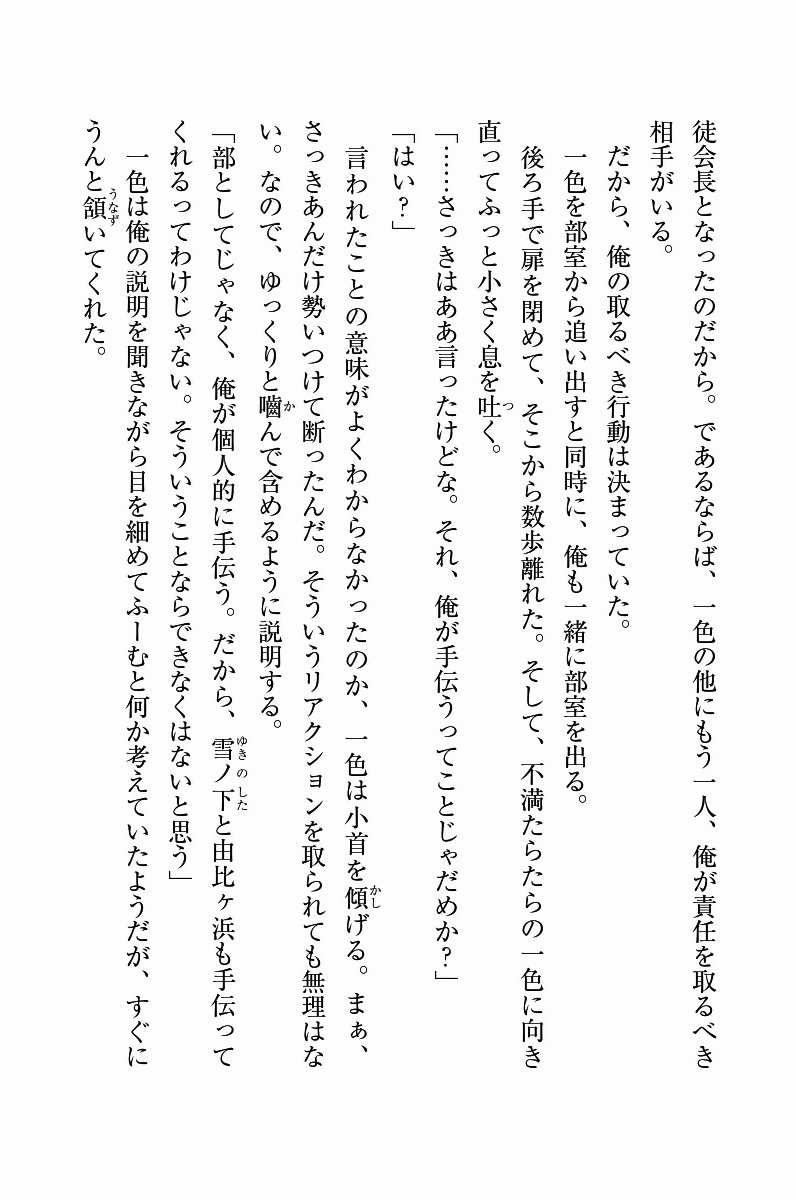 徒会長となったのだから。であるならば、一色の他にもう一人、俺が責任を取るべき
相手がいる。
だから、俺の取るべき行動は決まっていた。
一色を部室から追い出すと同時に、俺も一緒に部室を出る。
後ろ手で扉を閉めて、そこから数歩離れた。そして、不満たらたらの一色に向き
直ってふっと小さく息を吐く。
「……さっきはああ言ったけどな。それ、俺が手伝うってことじゃだめか？」
「はい？」
言われたことの意味がよくわからなかったのか、一色は小首を傾げる。まぁ、
さっきあんだけ勢いつけて断ったんだ。そういうリアクションを取られても無理はな
い。なので、ゆっくりと嚙んで含めるように説明する。
「部としてじゃなく、俺が個人的に手伝う。だから、雪ノ下と由比ヶ浜も手伝って
くれるってわけじゃない。そういうことならできなくはないと思う」
一色は俺の説明を聞きながら目を細めてふーむと何か考えていたようだが、すぐに
うんと頷いてくれた。